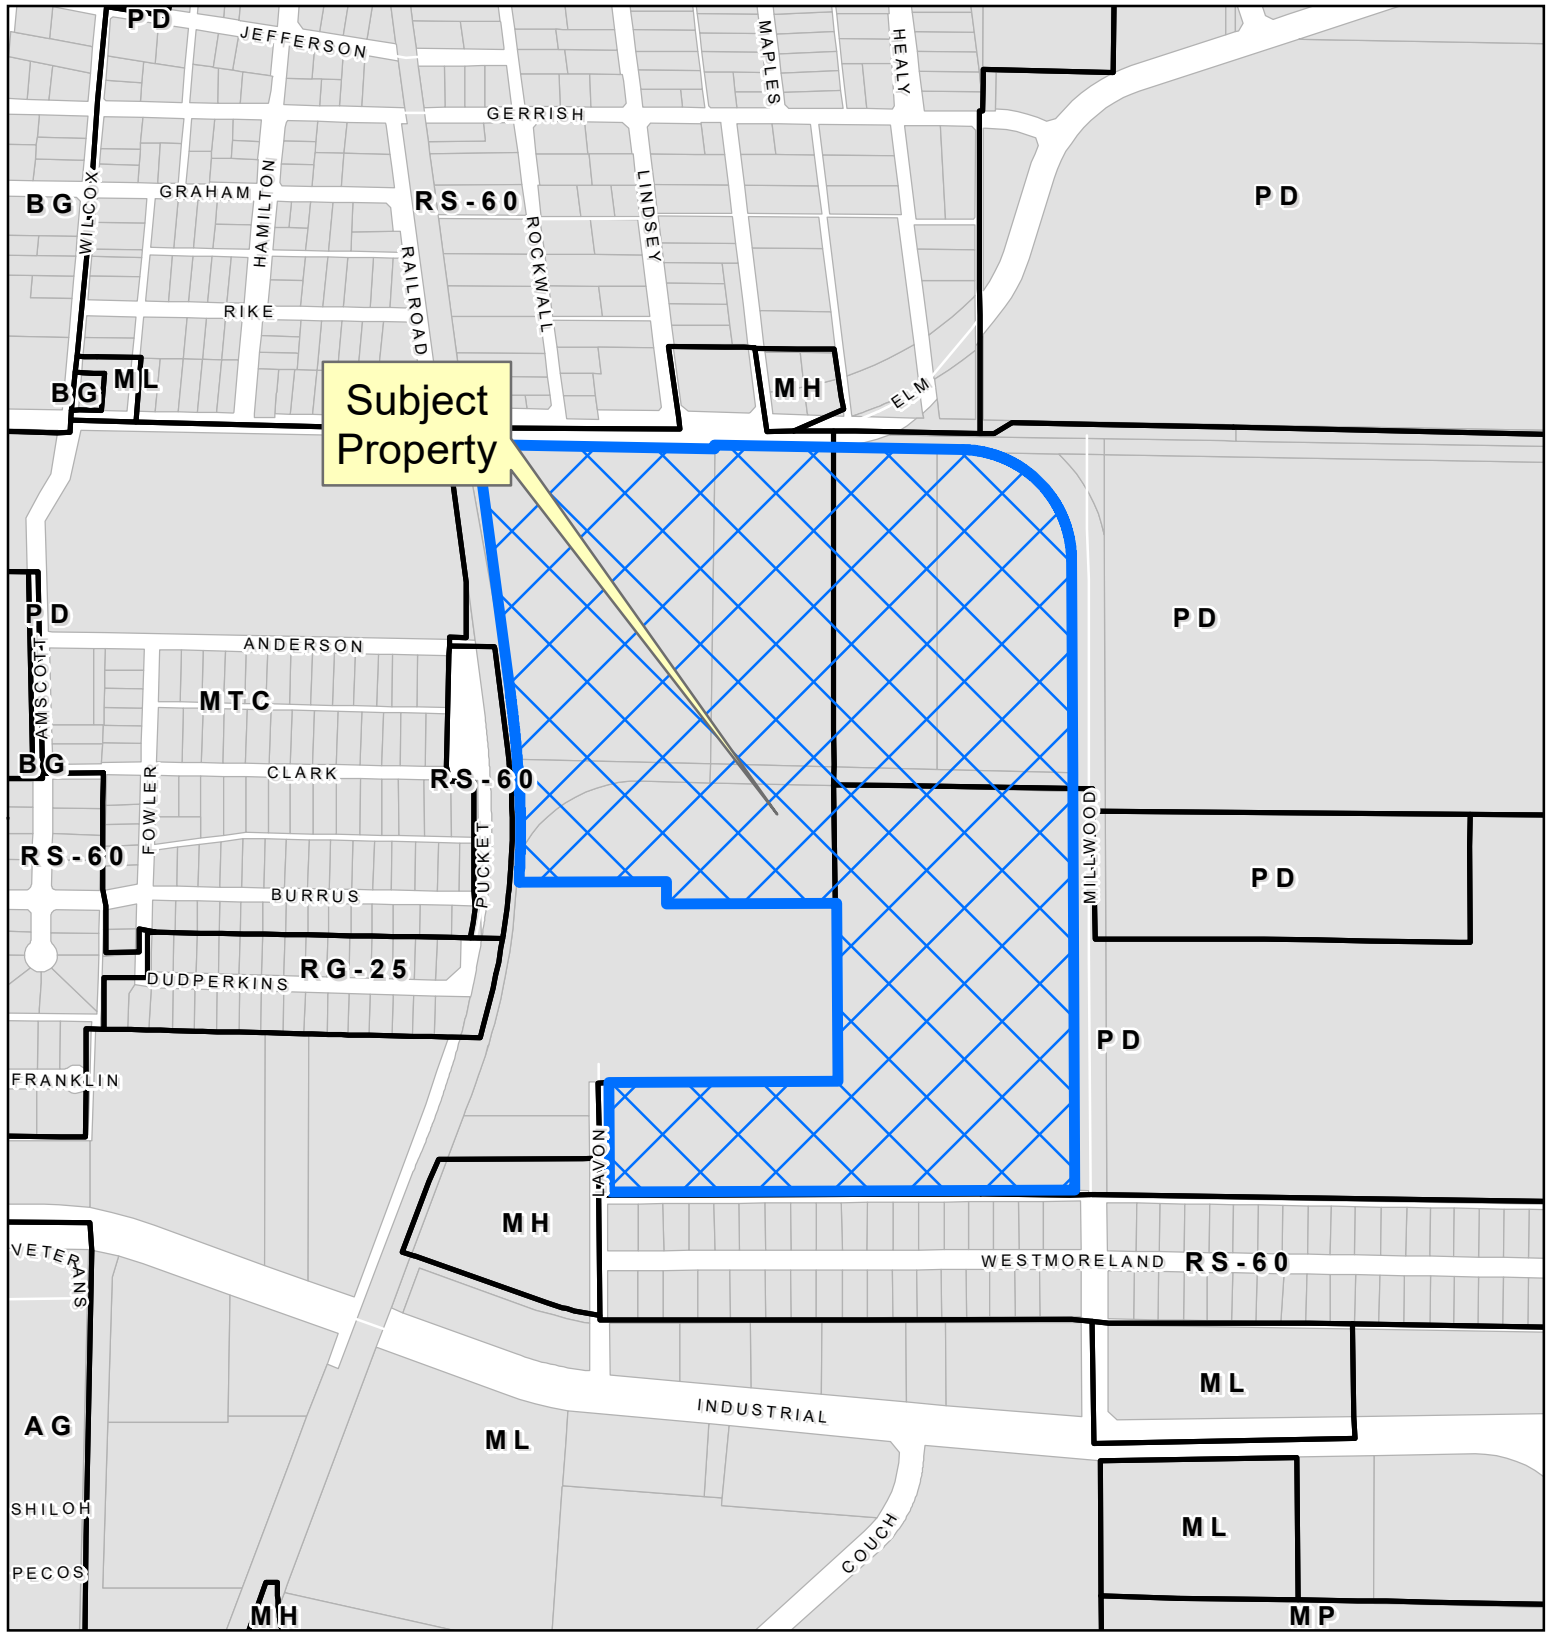 PD
JEFFERSON
MAPLES
HEALY
GERRISH
BG
WILCOX
GRAHAM
HAMILTON
RS-60
LINDSEY
PD
ROCKWALL
RAILROAD
RIKE
BG
ML
Subject
Property
MH
ELM
PD
AMSCOTT
ANDERSON
PD
MTC
BG
CLARK
RS-60
FOWLER
RS-60
PUCKET
MILLWOOD
PD
BURRUS
RG-25
DUDPERKINS
PD
FRANKLIN
LAVON
MH
VETERANS
WESTMORELAND
RS-60
ML
INDUSTRIAL
AG
ML
SHILOH
COUCH
ML
PECOS
MH
MP